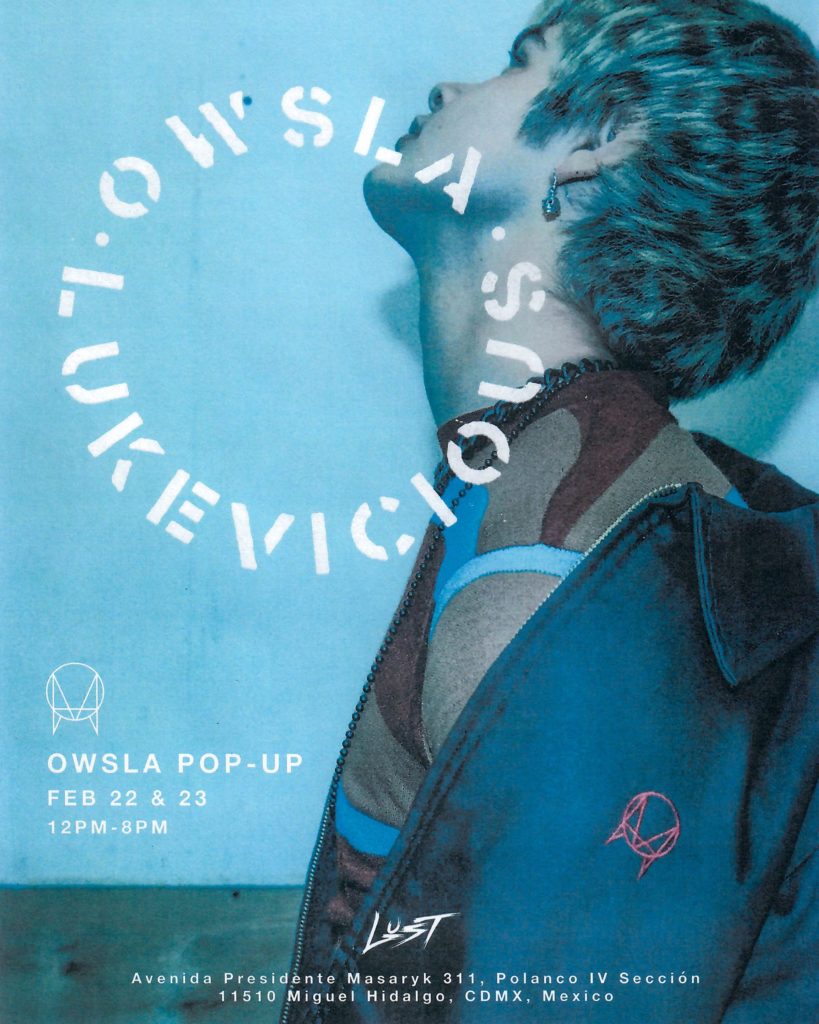 ·OWSLA·
LUKEVICIOUS
OWSLA POP-UP
FEB 22 & 23
12PM-8PM
LUST
Avenida Presidente Masaryk 311, Polanco IV Sección
11510 Miguel Hidalgo, CDMX, Mexico